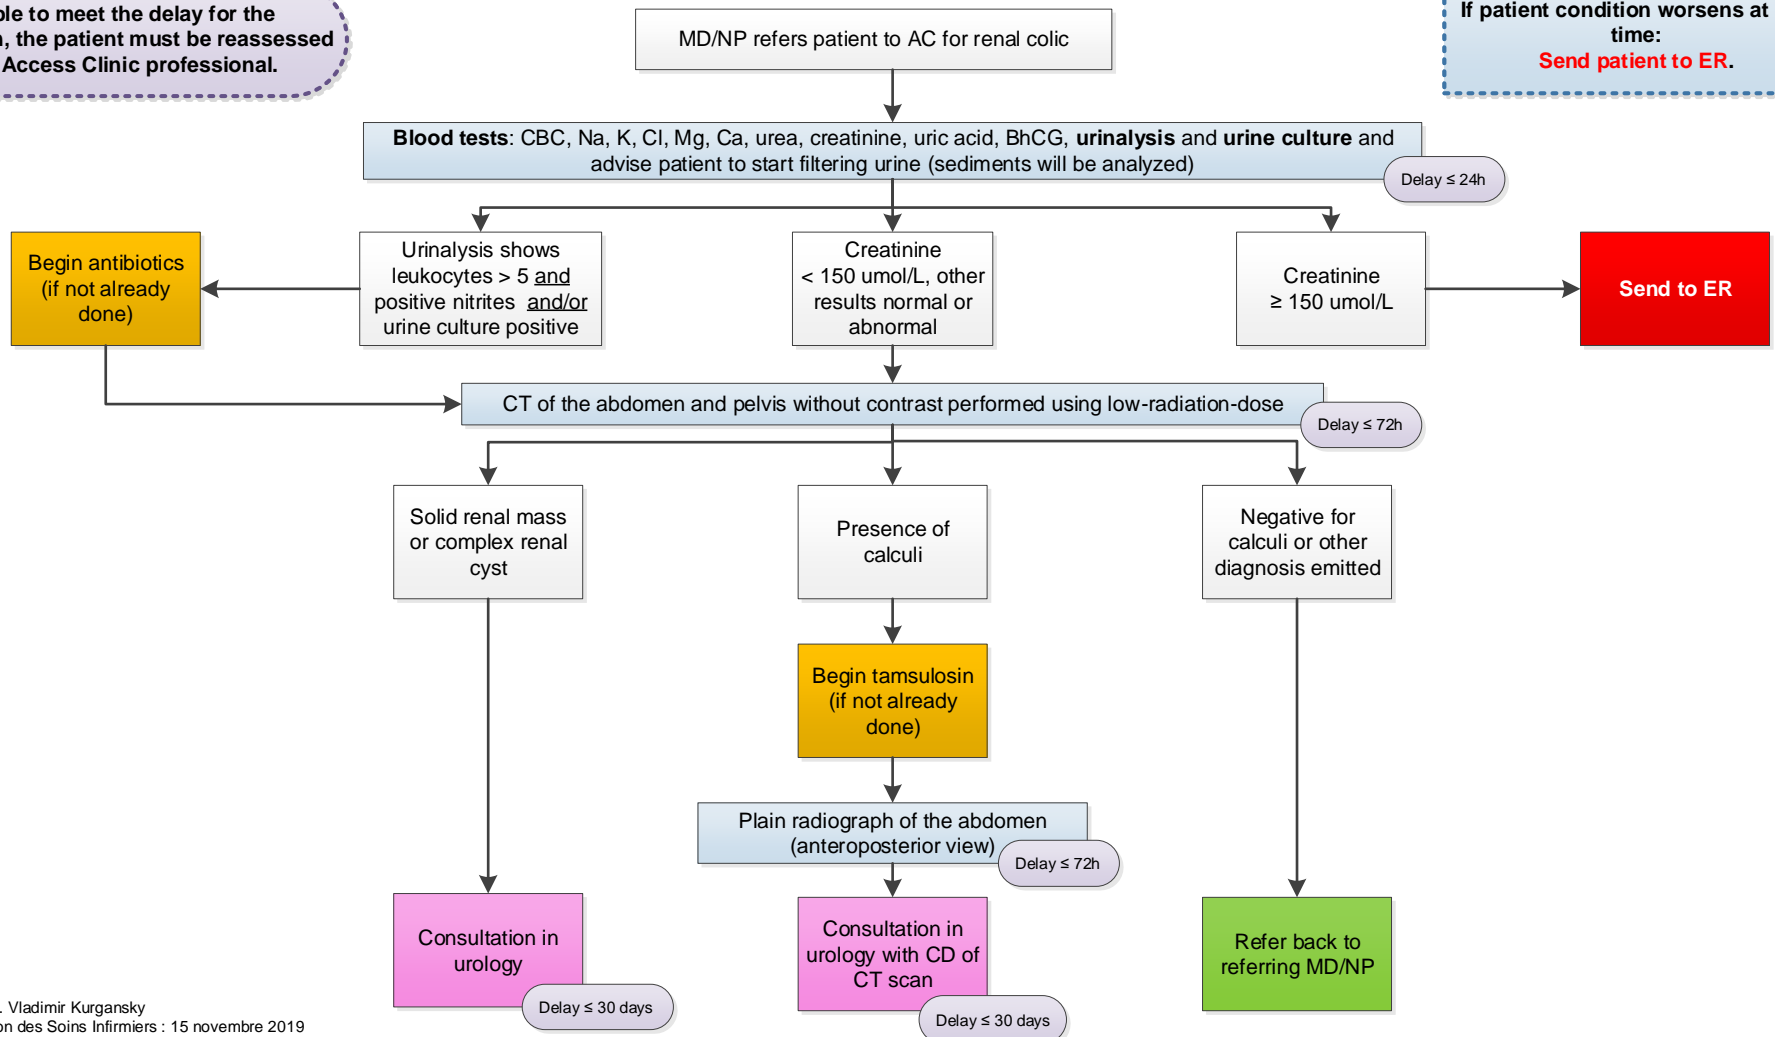 to meet the delay for the
, the patient must be reassessed
Access Clinic professional.
MD/NP refers patient to AC for renal colic
If patient condition worsens at
time:
Send patient to ER.
Blood tests: CBC, Na, K, Cl, Mg, Ca, urea, creatinine, uric acid, BhCG, urinalysis and urine culture and
advise patient to start filtering urine (sediments will be analyzed)
Delay ≤ 24h
Begin antibiotics
(if not already
done)
Urinalysis shows
leukocytes > 5 and
positive nitrites and/or
urine culture positive
Creatinine
< 150 umol/L, other
results normal or
abnormal
Creatinine
≥ 150 umol/L
Send to ER
CT of the abdomen and pelvis without contrast performed using low-radiation-dose
Delay ≤ 72h
Solid renal mass
or complex renal
cyst
Presence of
calculi
Negative for
calculi or other
diagnosis emitted
Begin tamsulosin
(if not already
done)
Plain radiograph of the abdomen
(anteroposterior view)
Delay ≤ 72h
Consultation in
urology
Delay ≤ 30 days
Consultation in
urology with CD of
CT scan
Delay ≤ 30 days
Refer back to
referring MD/NP
. Vladimir Kurgansky
des Soins Infirmiers : 15 novembre 2019